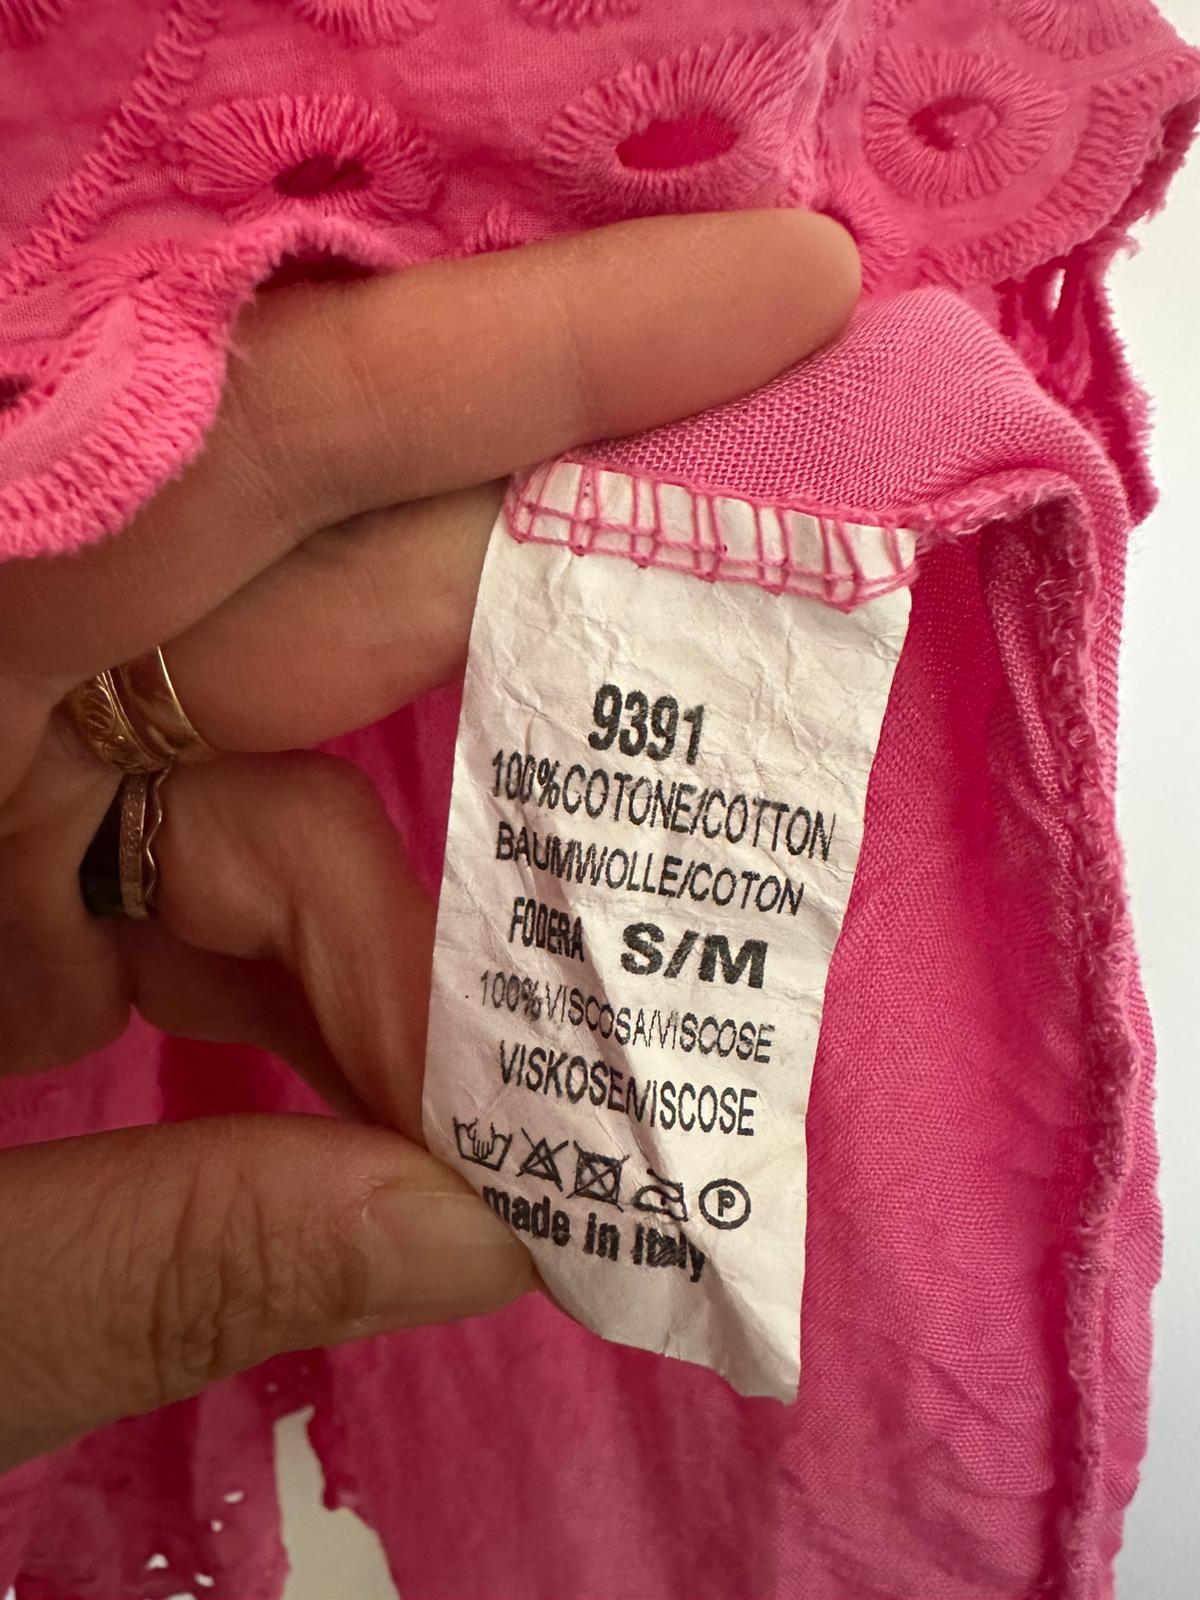 9391
100%COTONE/COTTON
BAUMWOLLE/COTON
FODERA S/M
100%VISCOSA/VISCOSE
VISKOSE/VISCOSE
P
made in Italy